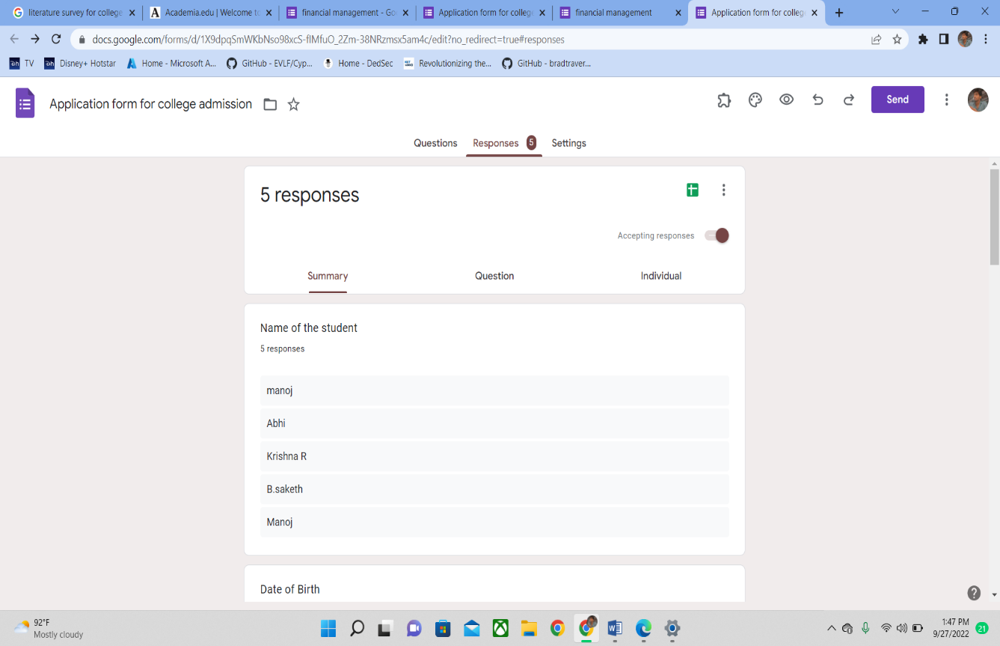 literature survey for college
Academia.edu | Welcome to
financial management - Go
Application form for colleg
financial management
Application form for colleg
docs.google.com/forms/d/1X9dpqSmWKbNso98xcS-fIMfuO_2Zm-38NRzmsx5am4c/edit?no_redirect=true#responses
TV
Disney+ Hotstar
Home - Microsoft A...
GitHub - EVLF/Cyp...
Home - DedSec
Revolutionizing the...
GitHub - bradtraver...
Application form for college admission
Send
Questions
Responses 5
Settings
5 responses
Accepting responses
Summary
Question
Individual
Name of the student
5 responses
manoj
Abhi
Krishna R
B.saketh
Manoj
Date of Birth
92°F
Mostly cloudy
1:47 PM
9/27/2022
21